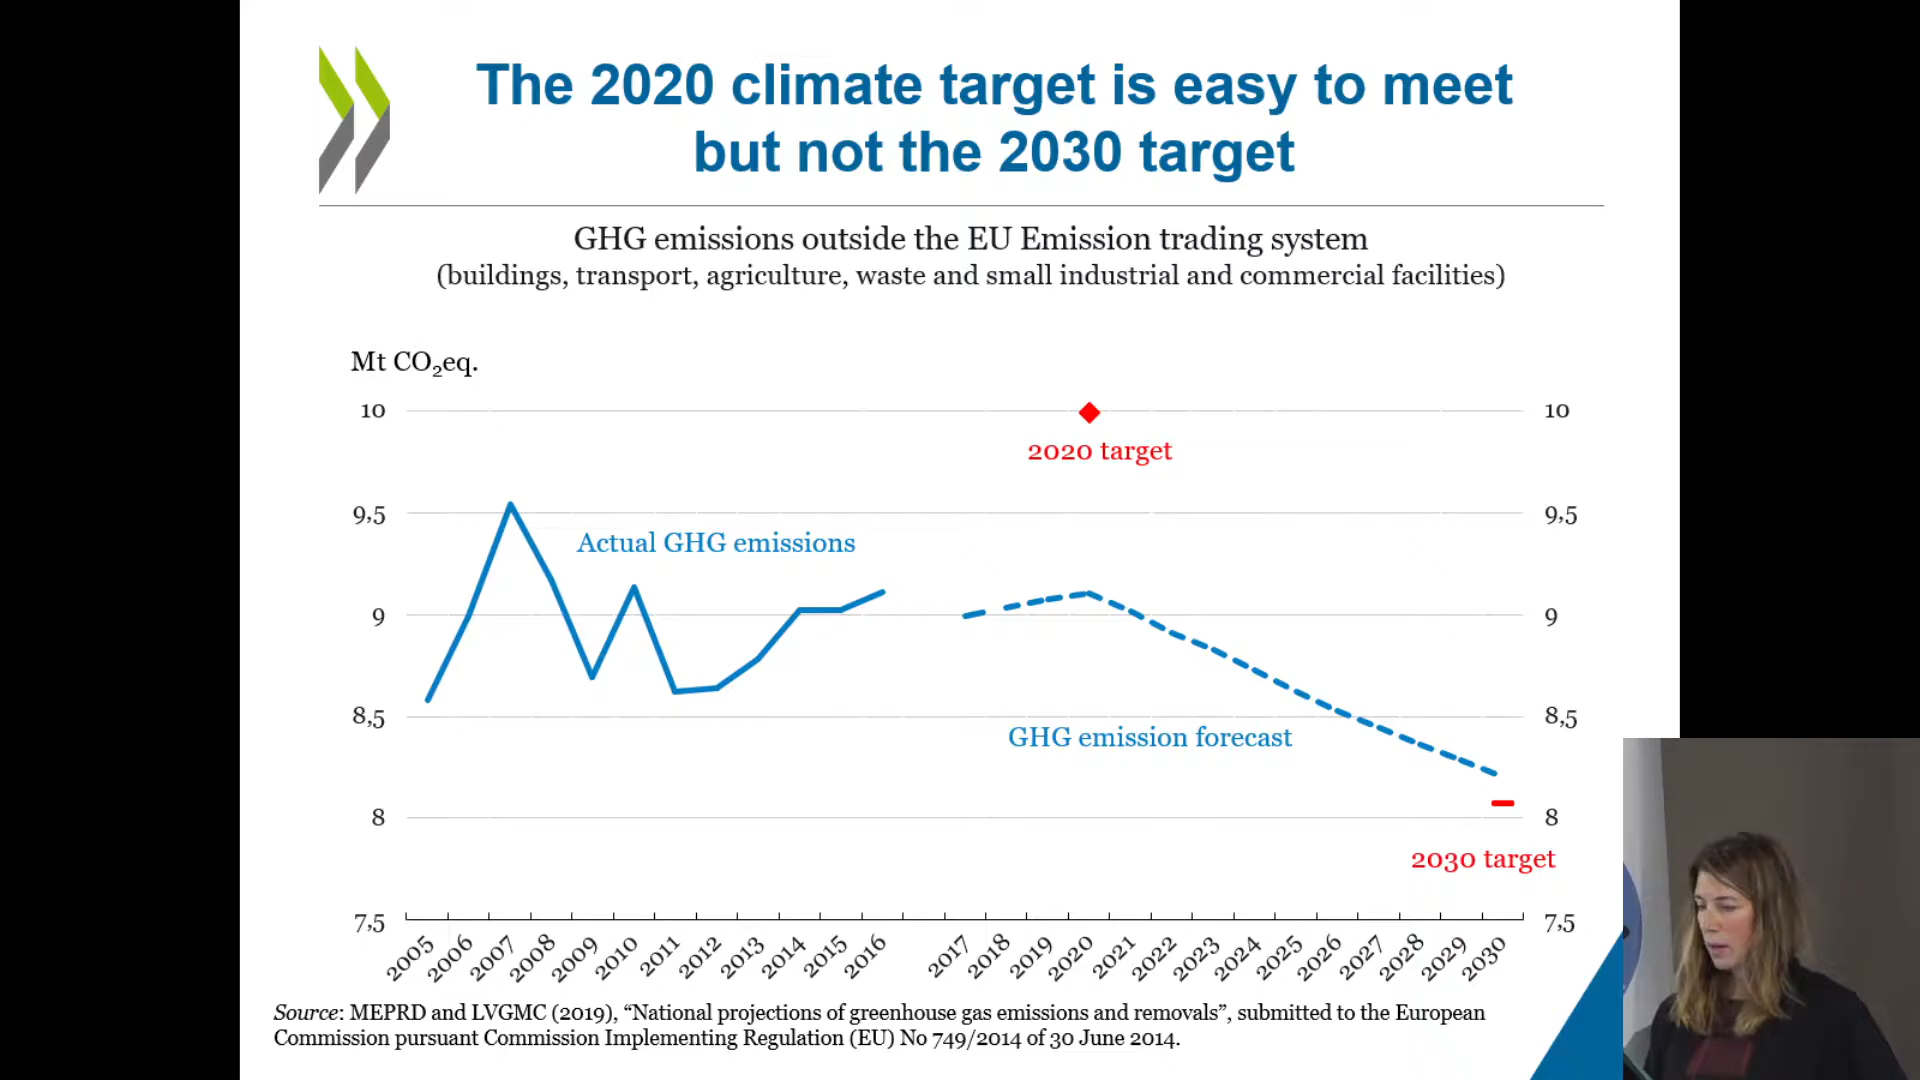 The 2020 climate target is easy to meet
but not the 2030 target
GHG emissions outside the EU Emission trading system
(buildings, transport, agriculture, waste and small industrial and commercial facilities)
Mt CO₂eq.
10
10
2020 target
9,5
9,5
Actual GHG emissions
9
9
8,5
8,5
GHG emission forecast
8
8
2030 target
7,5
7,5
2005 2006 2007 2008 2009 2010 2011 2012 2013 2014 2015 2016 2017 2018 2019 2020 2021 2022 2023 2024 2025 2026 2027 2028 2029 2030
Source: MEPRD and LVGMC (2019), “National projections of greenhouse gas emissions and removals”, submitted to the European
Commission pursuant Commission Implementing Regulation (EU) No 749/2014 of 30 June 2014.